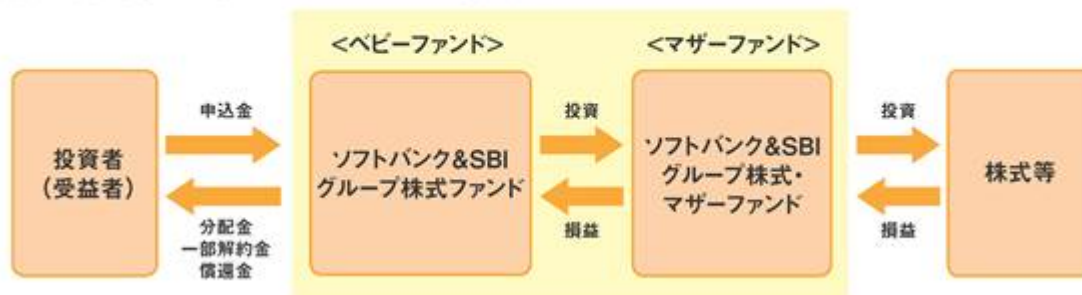 <ベビーファンド>
<マザーファンド>
投資者
(受益者)
申込金
分配金
一部解約金
償還金
ソフトバンク&SBI
グループ株式ファンド
投資
損益
ソフトバンク&SBI
グループ株式・
マザーファンド
投資
損益
株式等